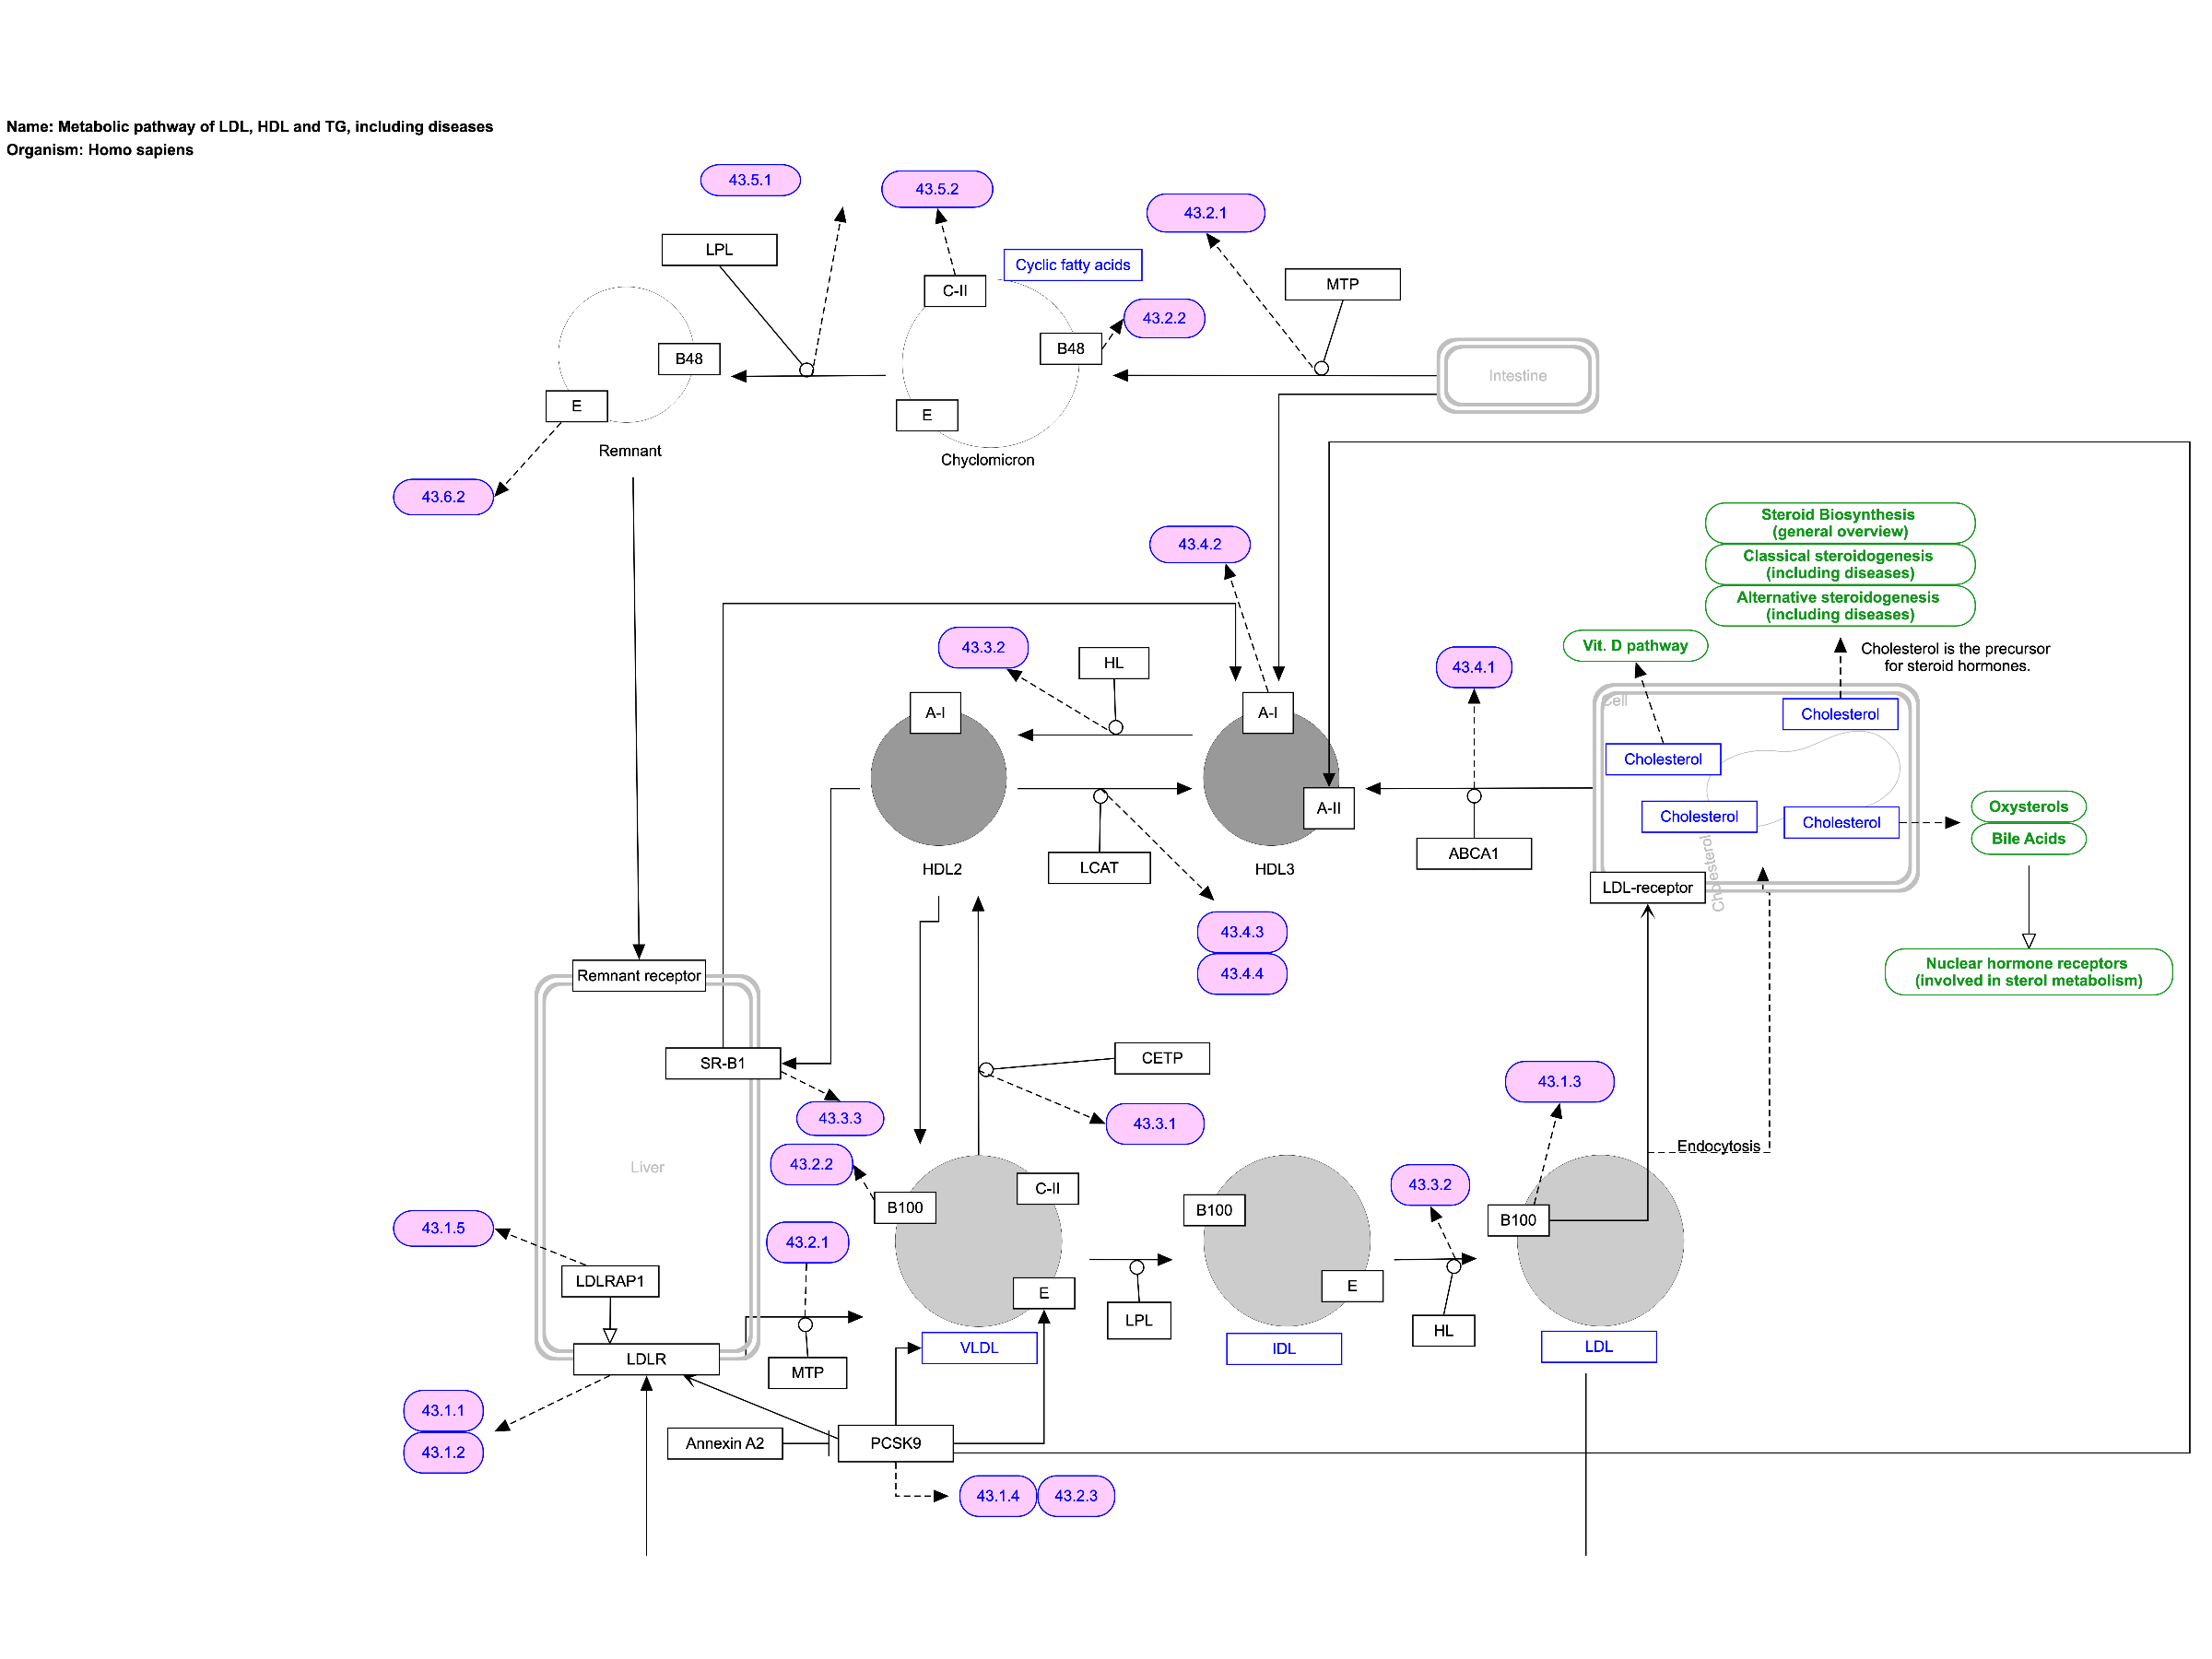 Name: Metabolic pathway of LDL, HDL and TG, including diseases
Organism: Homo sapiens
43.5.1
43.5.2
43.2.1
LPL
Cyclic fatty acids
C-II
MTP
43.2.2
B48
B48
Intestine
E
E
Remnant
Chyclomicron
43.6.2
Steroid Biosynthesis
(general overview)
43.4.2
Classical steroidogenesis
(including diseases)
Alternative steroidogenesis
(including diseases)
43.3.2
HL
Vit. D pathway
Cholesterol is the precursor
for steroid hormones.
43.4.1
Cell
A-I
A-I
Cholesterol
Cholesterol
A-II
Cholesterol
Cholesterol
Oxysterols
Bile Acids
HDL2
LCAT
HDL3
ABCA1
Cholesterol
LDL-receptor
43.4.3
43.4.4
Remnant receptor
Nuclear hormone receptors
(involved in sterol metabolism)
SR-B1
CETP
43.1.3
43.3.3
43.3.1
Endocytosis
Liver
43.2.2
C-II
43.3.2
B100
B100
B100
43.1.5
43.2.1
LDLRAP1
E
E
LPL
HL
VLDL
IDL
LDL
LDLR
MTP
43.1.1
43.1.2
Annexin A2
PCSK9
43.1.4
43.2.3